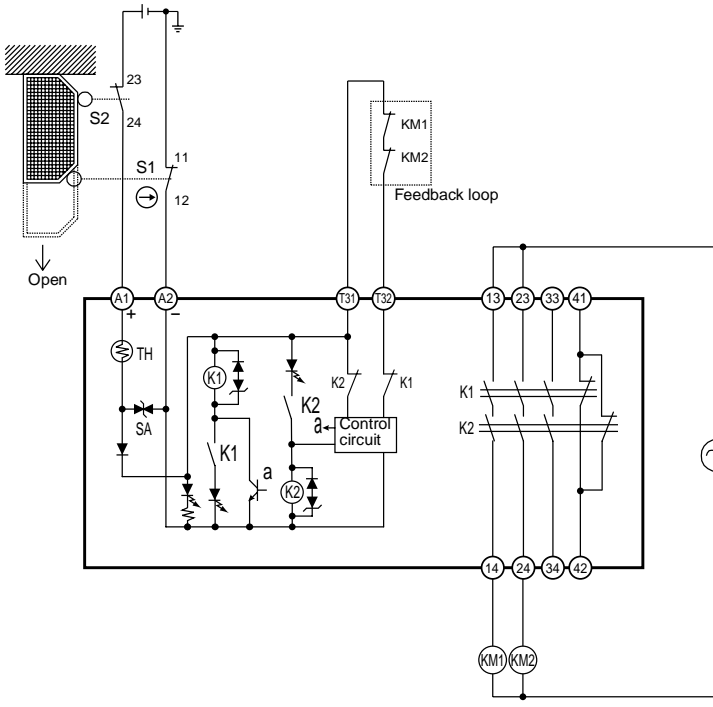 23
S2
24
S1
11
12
Open
KM1
KM2
Feedback loop
A1
A2
T31
T32
13
23
33
41
+
−
TH
SA
K1
K1
a
K2
K2
K2
K1
a
Control
circuit
K1
K2
14
24
34
42
KM1
KM2